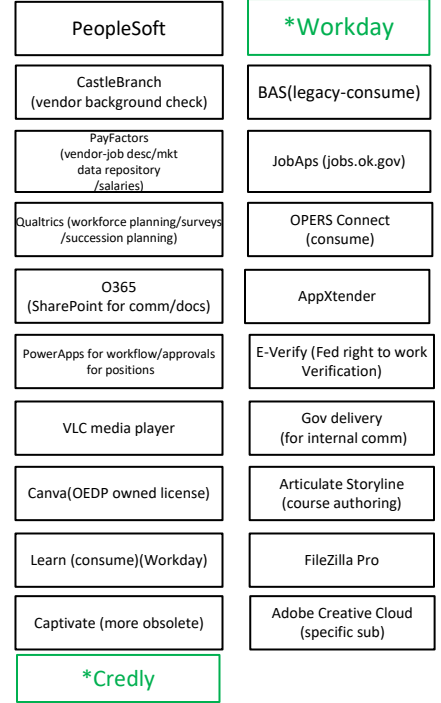 PeopleSoft
*Workday
CastleBranch
(vendor background check)
BAS(legacy-consume)
PayFactors
(vendor-job desc/mkt
data repository
/salaries)
JobAps (jobs.ok.gov)
Qualtrics (workforce planning/surveys
/succession planning)
OPERS Connect
(consume)
O365
(SharePoint for comm/docs)
AppXtender
PowerApps for workflow/approvals
for positions
E-Verify (Fed right to work
Verification)
VLC media player
Gov delivery
(for internal comm)
Canva(OEDP owned license)
Articulate Storyline
(course authoring)
Learn (consume)(Workday)
FileZilla Pro
Captivate (more obsolete)
Adobe Creative Cloud
(specific sub)
*Credly